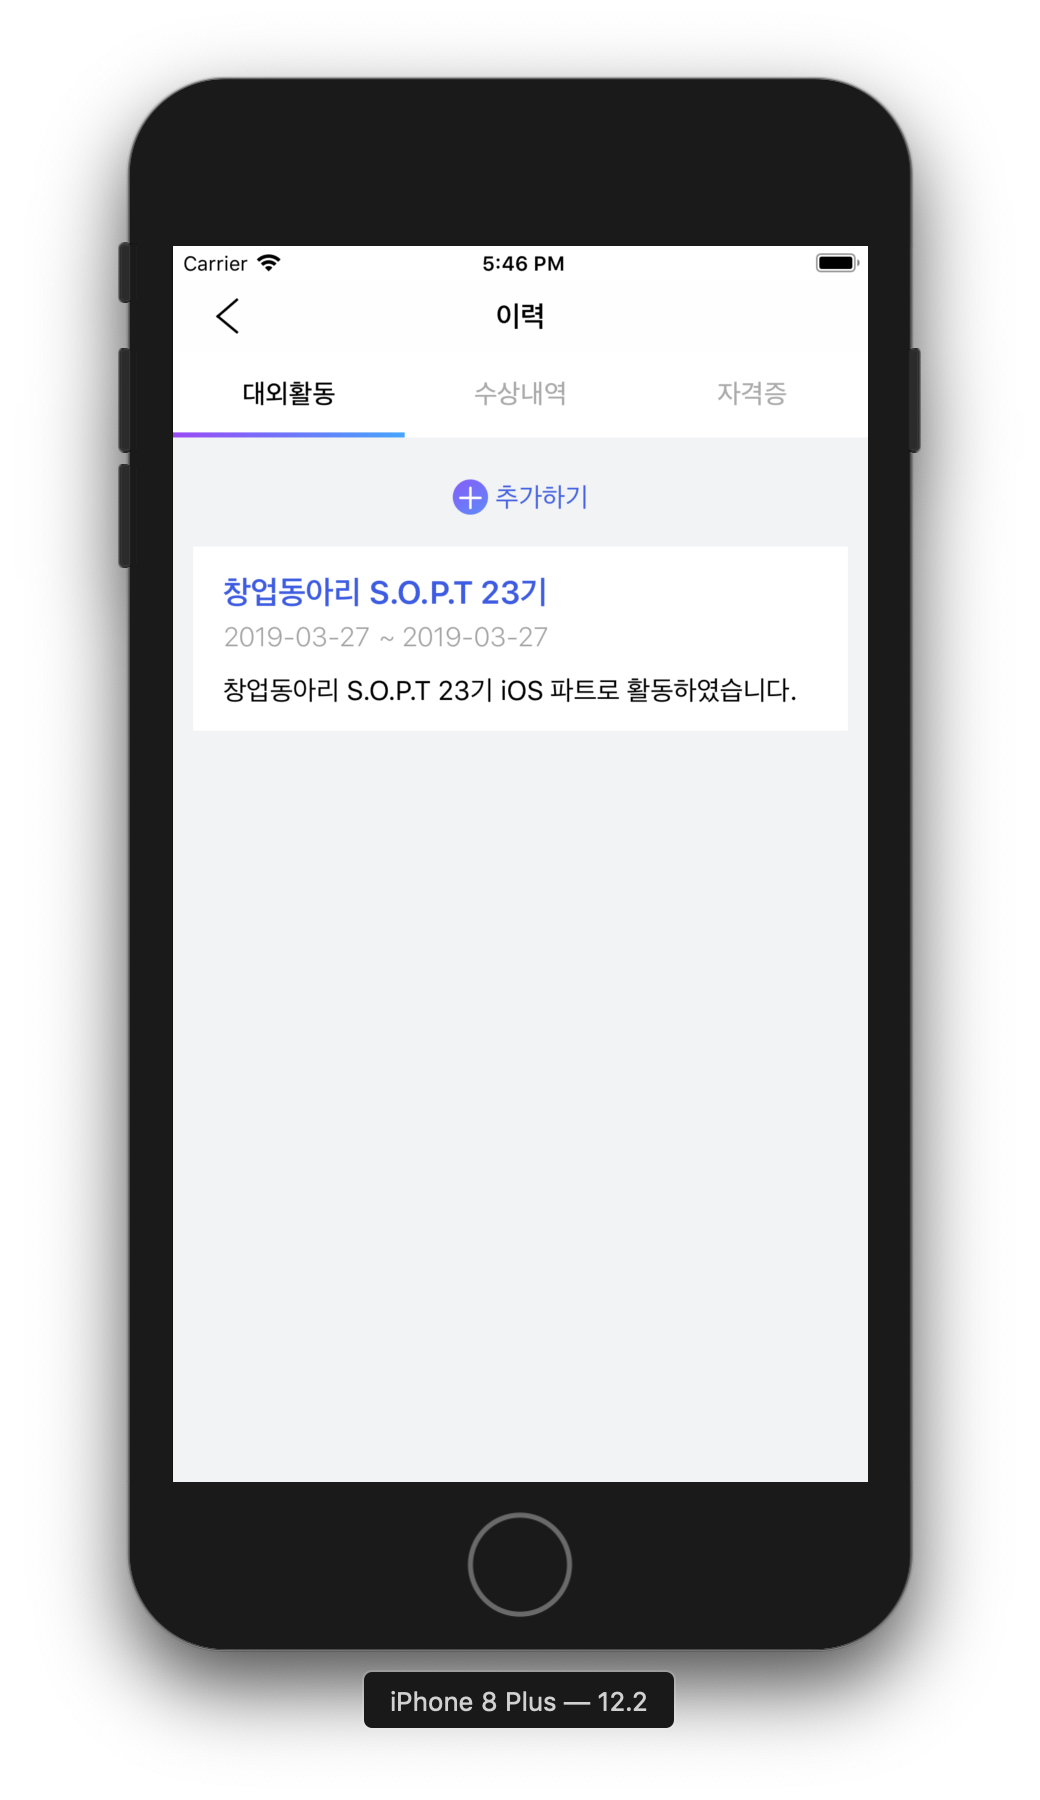 Carrier 5:46 PM
이력
대외활동 수상내역 자격증
추가하기
창업동아리 S.O.P.T 23기
2019-03-27 ~ 2019-03-27
창업동아리 S.O.P.T 23기 iOS 파트로 활동하였습니다.
iPhone 8 Plus — 12.2